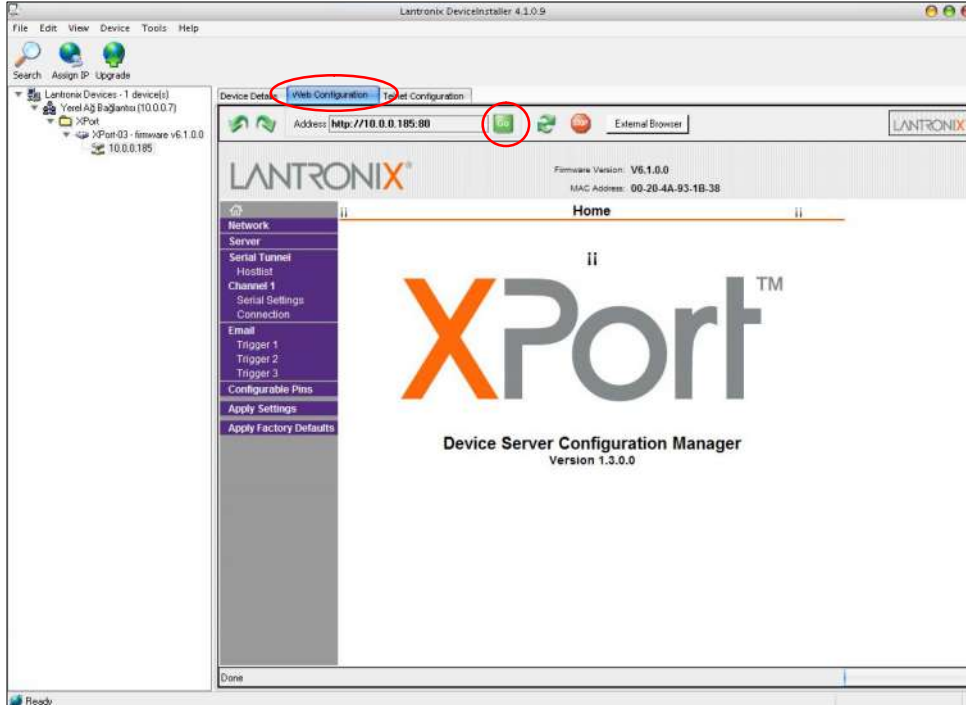 Lantronix DeviceInstaller 4.1.0.9
File Edit View Device Tools Help
Search Assign IP Upgrade
Lantronix Devices - 1 device(s)
Yerel Ağ Bağlantısı (10.0.0.7)
XPort
XPort-03 - firmware v6.1.0.0
10.0.0.185
Device Details Web Configuration Telnet Configuration
Address http://10.0.0.185:80 GO External Browser LANTRONIX
LANTRONIX®
Firmware Version: V6.1.0.0
MAC Address: 00-20-4A-93-1B-38
¡¡ Home ¡¡
Network
Server
Serial Tunnel
Hostlist
Channel 1
Serial Settings
Connection
Email
Trigger 1
Trigger 2
Trigger 3
Configurable Pins
Apply Settings
Apply Factory Defaults
¡¡
XPort™
Device Server Configuration Manager
Version 1.3.0.0
Done
Ready